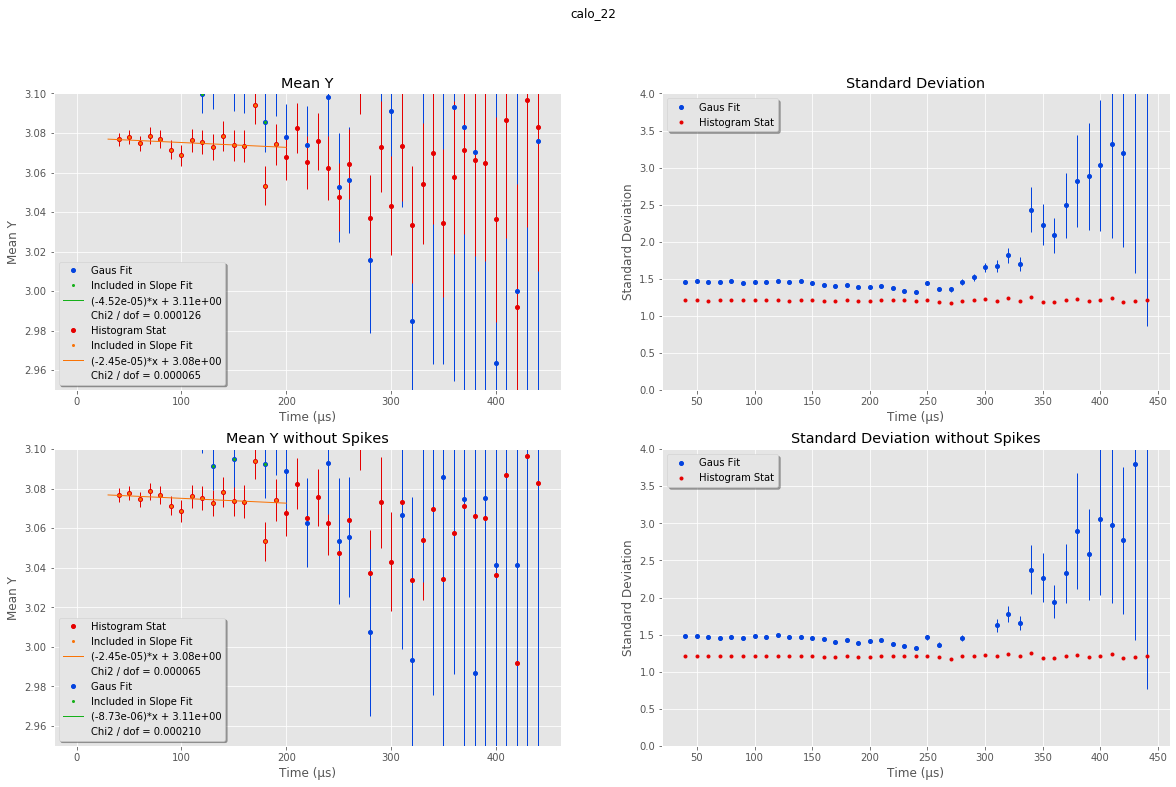 calo_22
Mean Y
3.10
3.08
3.06
3.04
3.02
3.00
2.98
2.96
Mean Y
Gaus Fit
Included in Slope Fit
(-4.52e-05)*x + 3.11e+00
Chi2 / dof = 0.000126
Histogram Stat
Included in Slope Fit
(-2.45e-05)*x + 3.08e+00
Chi2 / dof = 0.000065
0 100 200 300 400
Time (µs)
Standard Deviation
4.0
3.5
3.0
2.5
2.0
1.5
1.0
0.5
0.0
Standard Deviation
Gaus Fit
Histogram Stat
50 100 150 200 250 300 350 400 450
Time (µs)
Mean Y without Spikes
3.10
3.08
3.06
3.04
3.02
3.00
2.98
2.96
Mean Y
Histogram Stat
Included in Slope Fit
(-2.45e-05)*x + 3.08e+00
Chi2 / dof = 0.000065
Gaus Fit
Included in Slope Fit
(-8.73e-06)*x + 3.11e+00
Chi2 / dof = 0.000210
0 100 200 300 400
Time (µs)
Standard Deviation without Spikes
4.0
3.5
3.0
2.5
2.0
1.5
1.0
0.5
0.0
Standard Deviation
Gaus Fit
Histogram Stat
50 100 150 200 250 300 350 400 450
Time (µs)